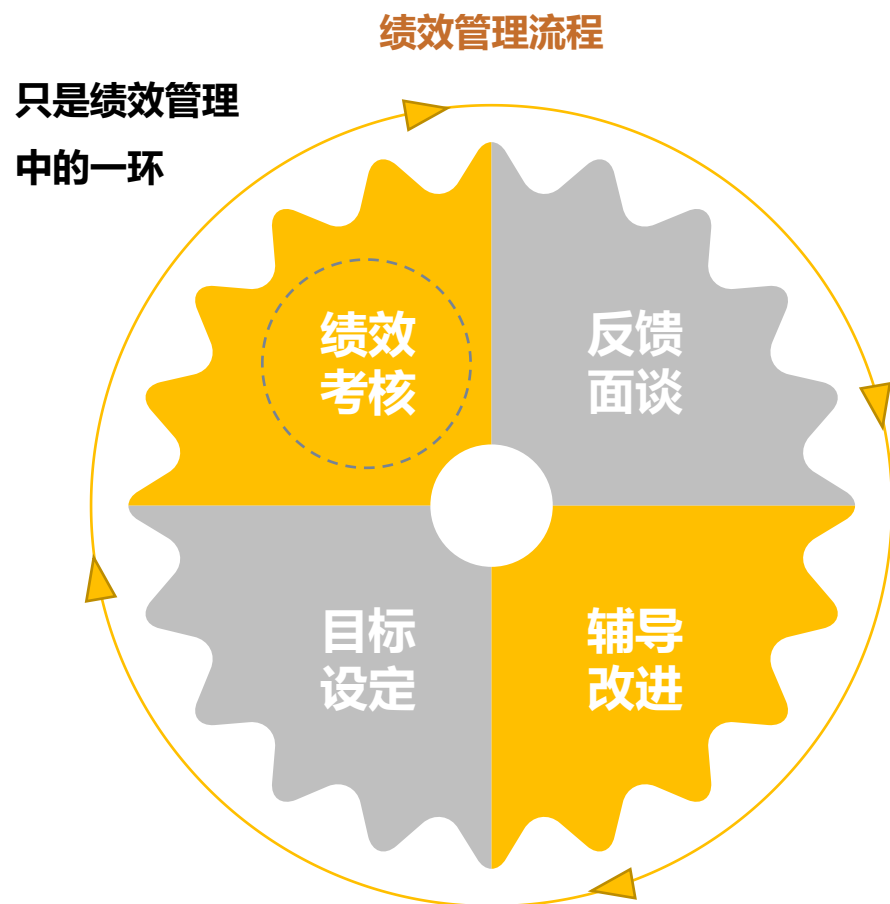 绩效管理流程
只是绩效管理
中的一环
绩效
考核
反馈
面谈
目标
设定
辅导
改进